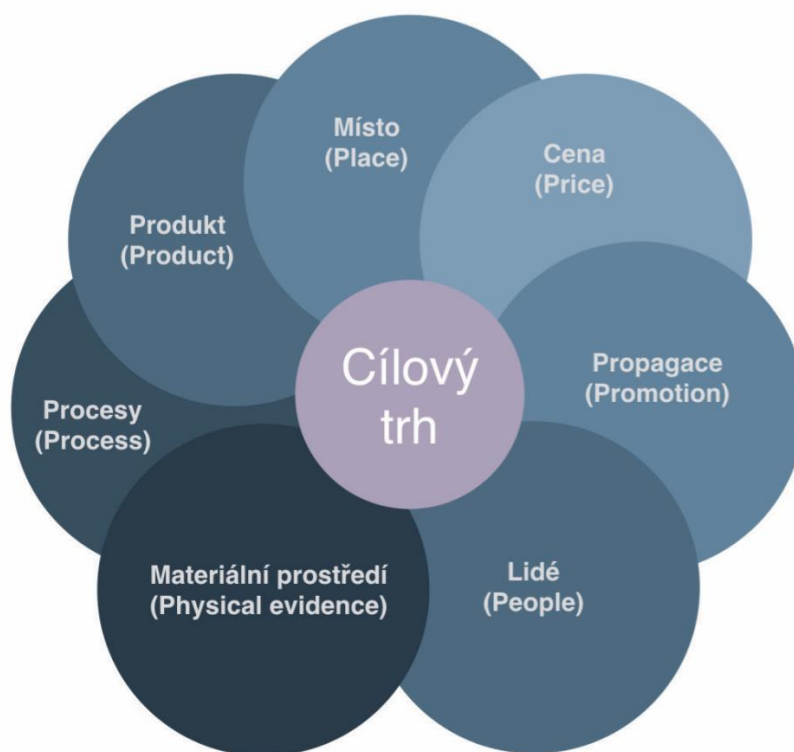 Místo
(Place)
Cena
(Price)
Produkt
(Product)
Cílový
trh
Propagace
(Promotion)
Procesy
(Process)
Materiální prostředí
(Physical evidence)
Lidé
(People)